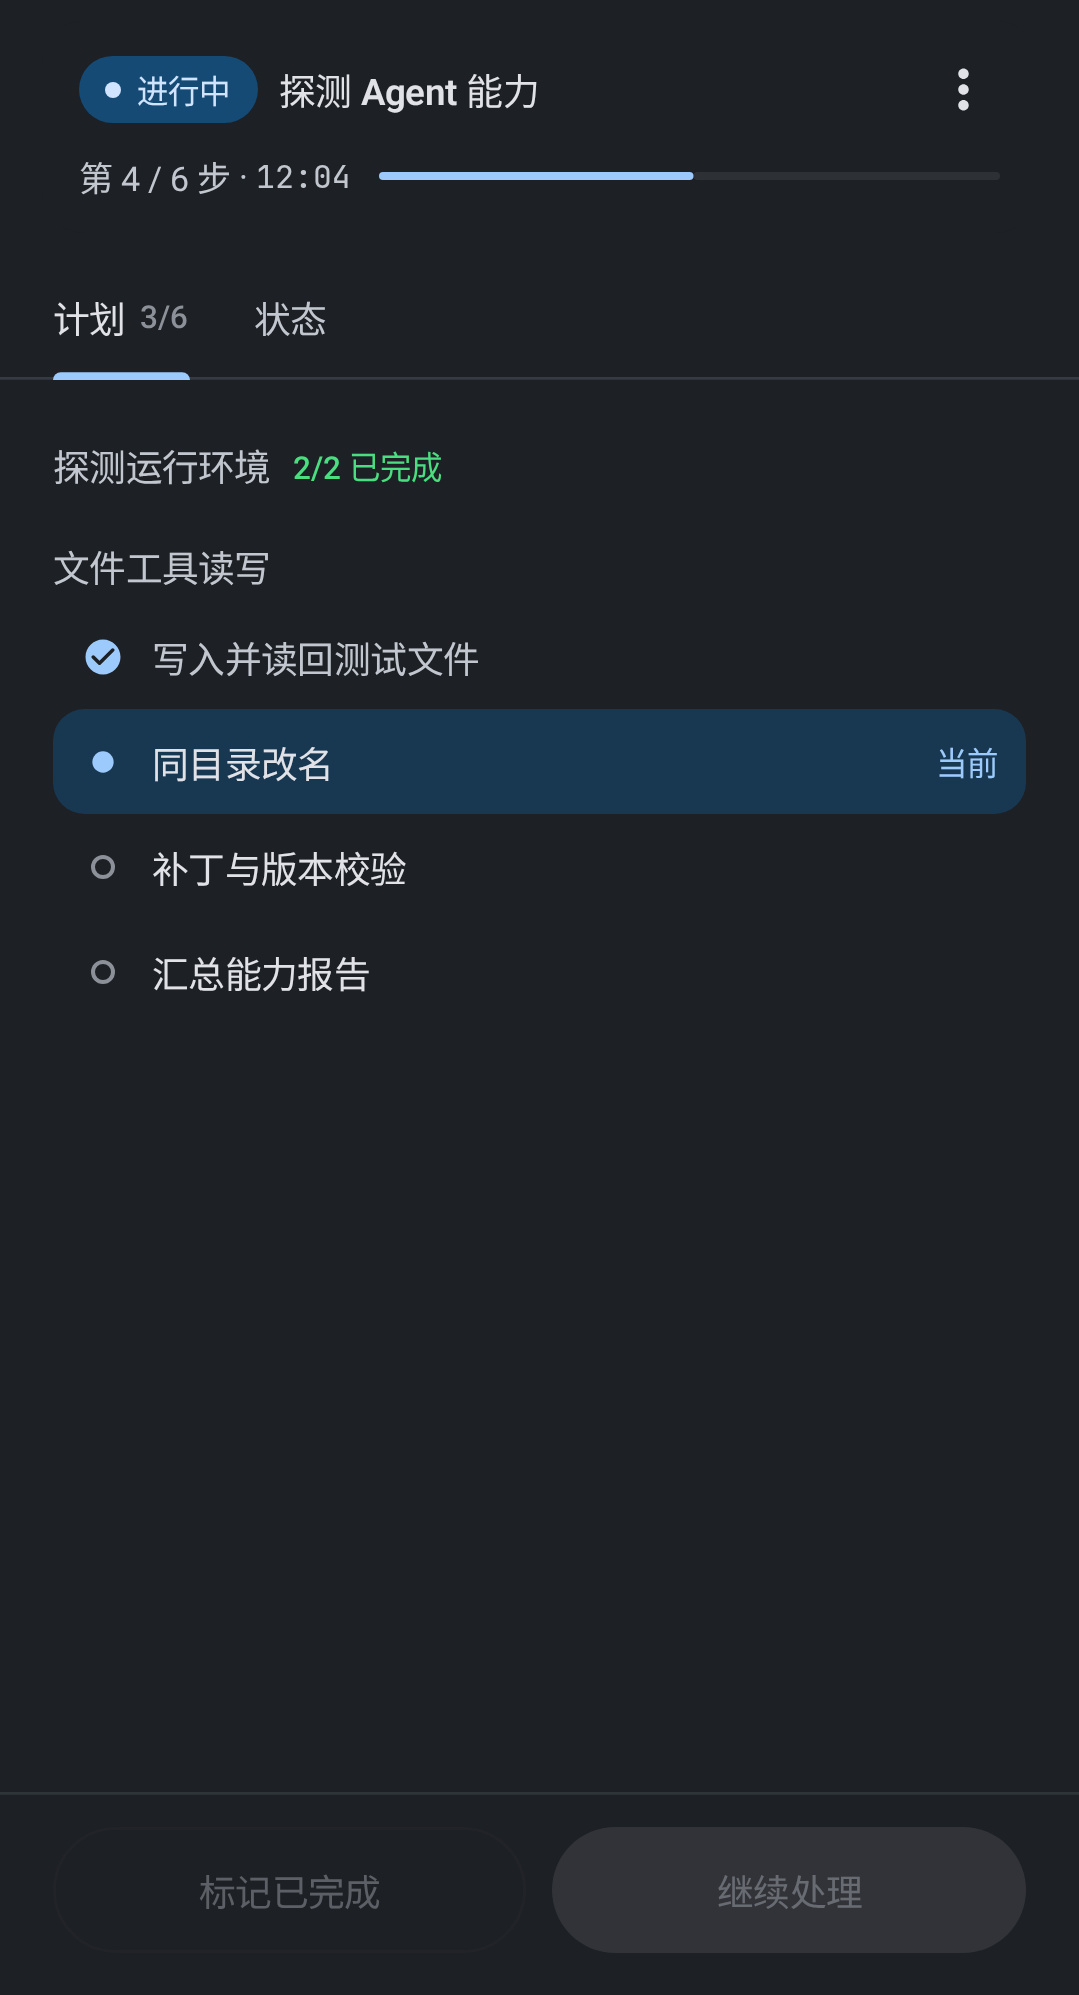 进行中 探测 Agent 能力
第 4 / 6 步 · 12:04
计划 3/6 状态
探测运行环境 2/2 已完成
文件工具读写
写入并读回测试文件
同目录改名 当前
补丁与版本校验
汇总能力报告
标记已完成 继续处理